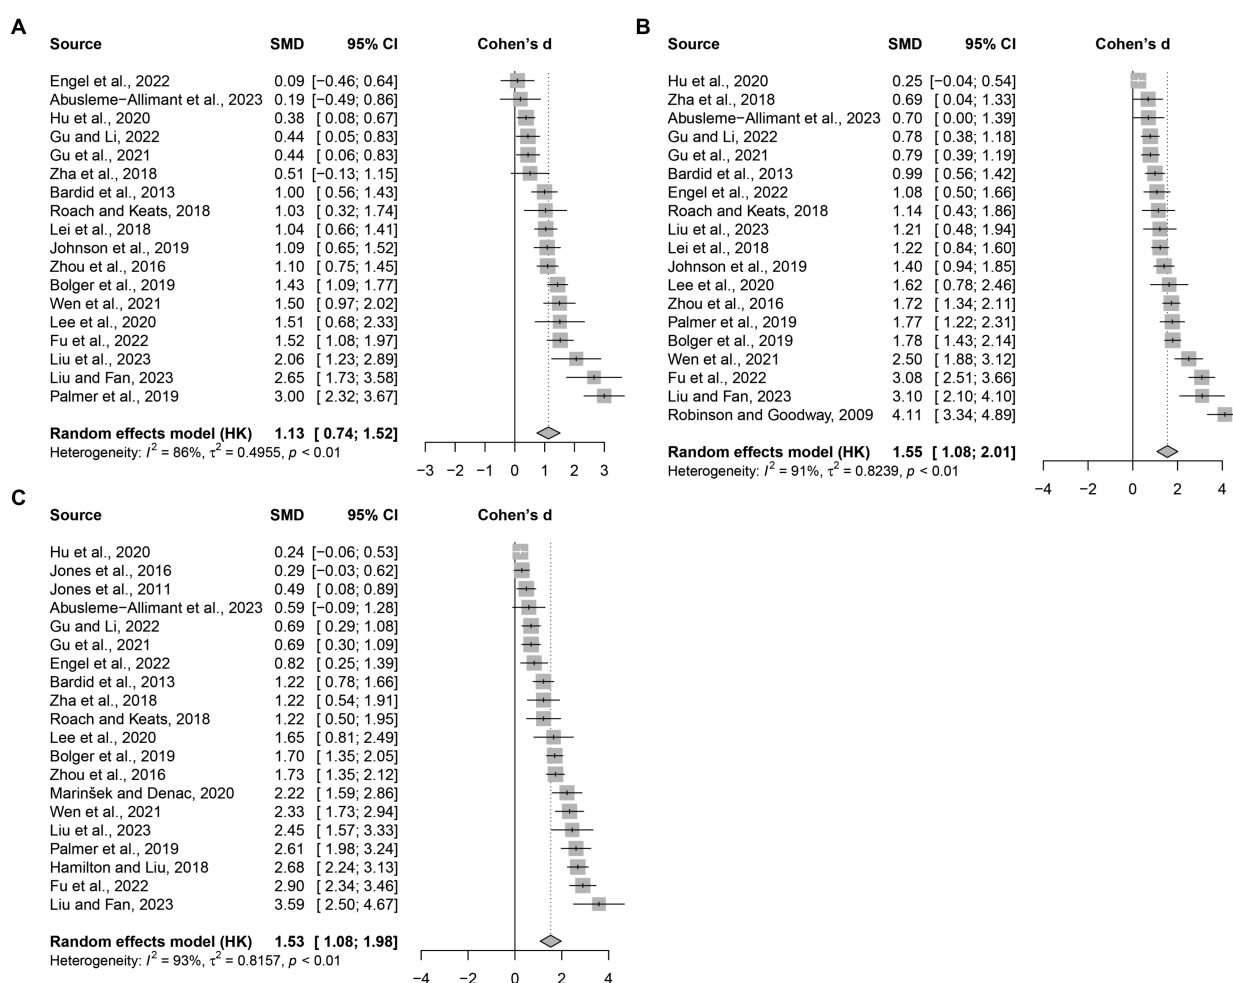 A
Source SMD 95% CI Cohen's d
Engel et al., 2022 0.09 [−0.46; 0.64]
Abusleme−Allimant et al., 2023 0.19 [−0.49; 0.86]
Hu et al., 2020 0.38 [ 0.08; 0.67]
Gu and Li, 2022 0.44 [ 0.05; 0.83]
Gu et al., 2021 0.44 [ 0.06; 0.83]
Zha et al., 2018 0.51 [−0.13; 1.15]
Bardid et al., 2013 1.00 [ 0.56; 1.43]
Roach and Keats, 2018 1.03 [ 0.32; 1.74]
Lei et al., 2018 1.04 [ 0.66; 1.41]
Johnson et al., 2019 1.09 [ 0.65; 1.52]
Zhou et al., 2016 1.10 [ 0.75; 1.45]
Bolger et al., 2019 1.43 [ 1.09; 1.77]
Wen et al., 2021 1.50 [ 0.97; 2.02]
Lee et al., 2020 1.51 [ 0.68; 2.33]
Fu et al., 2022 1.52 [ 1.08; 1.97]
Liu et al., 2023 2.06 [ 1.23; 2.89]
Liu and Fan, 2023 2.65 [ 1.73; 3.58]
Palmer et al., 2019 3.00 [ 2.32; 3.67]
Random effects model (HK) 1.13 [ 0.74; 1.52]
Heterogeneity: I² = 86%, τ² = 0.4955, p < 0.01
−3 −2 −1 0 1 2 3
B
Source SMD 95% CI Cohen's d
Hu et al., 2020 0.25 [−0.04; 0.54]
Zha et al., 2018 0.69 [ 0.04; 1.33]
Abusleme−Allimant et al., 2023 0.70 [ 0.00; 1.39]
Gu and Li, 2022 0.78 [ 0.38; 1.18]
Gu et al., 2021 0.79 [ 0.39; 1.19]
Bardid et al., 2013 0.99 [ 0.56; 1.42]
Engel et al., 2022 1.08 [ 0.50; 1.66]
Roach and Keats, 2018 1.14 [ 0.43; 1.86]
Liu et al., 2023 1.21 [ 0.48; 1.94]
Lei et al., 2018 1.22 [ 0.84; 1.60]
Johnson et al., 2019 1.40 [ 0.94; 1.85]
Lee et al., 2020 1.62 [ 0.78; 2.46]
Zhou et al., 2016 1.72 [ 1.34; 2.11]
Palmer et al., 2019 1.77 [ 1.22; 2.31]
Bolger et al., 2019 1.78 [ 1.43; 2.14]
Wen et al., 2021 2.50 [ 1.88; 3.12]
Fu et al., 2022 3.08 [ 2.51; 3.66]
Liu and Fan, 2023 3.10 [ 2.10; 4.10]
Robinson and Goodway, 2009 4.11 [ 3.34; 4.89]
Random effects model (HK) 1.55 [ 1.08; 2.01]
Heterogeneity: I² = 91%, τ² = 0.8239, p < 0.01
−4 −2 0 2 4
C
Source SMD 95% CI Cohen's d
Hu et al., 2020 0.24 [−0.06; 0.53]
Jones et al., 2016 0.29 [−0.03; 0.62]
Jones et al., 2011 0.49 [ 0.08; 0.89]
Abusleme−Allimant et al., 2023 0.59 [−0.09; 1.28]
Gu and Li, 2022 0.69 [ 0.29; 1.08]
Gu et al., 2021 0.69 [ 0.30; 1.09]
Engel et al., 2022 0.82 [ 0.25; 1.39]
Bardid et al., 2013 1.22 [ 0.78; 1.66]
Zha et al., 2018 1.22 [ 0.54; 1.91]
Roach and Keats, 2018 1.22 [ 0.50; 1.95]
Lee et al., 2020 1.65 [ 0.81; 2.49]
Bolger et al., 2019 1.70 [ 1.35; 2.05]
Zhou et al., 2016 1.73 [ 1.35; 2.12]
Marinšek and Denac, 2020 2.22 [ 1.59; 2.86]
Wen et al., 2021 2.33 [ 1.73; 2.94]
Liu et al., 2023 2.45 [ 1.57; 3.33]
Palmer et al., 2019 2.61 [ 1.98; 3.24]
Hamilton and Liu, 2018 2.68 [ 2.24; 3.13]
Fu et al., 2022 2.90 [ 2.34; 3.46]
Liu and Fan, 2023 3.59 [ 2.50; 4.67]
Random effects model (HK) 1.53 [ 1.08; 1.98]
Heterogeneity: I² = 93%, τ² = 0.8157, p < 0.01
−4 −2 0 2 4